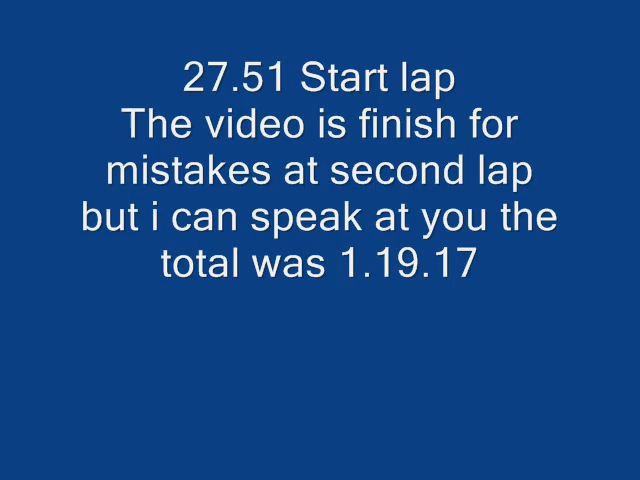 27.51 Start lap
The video is finish for
mistakes at second lap
but i can speak at you the
total was 1.19.17